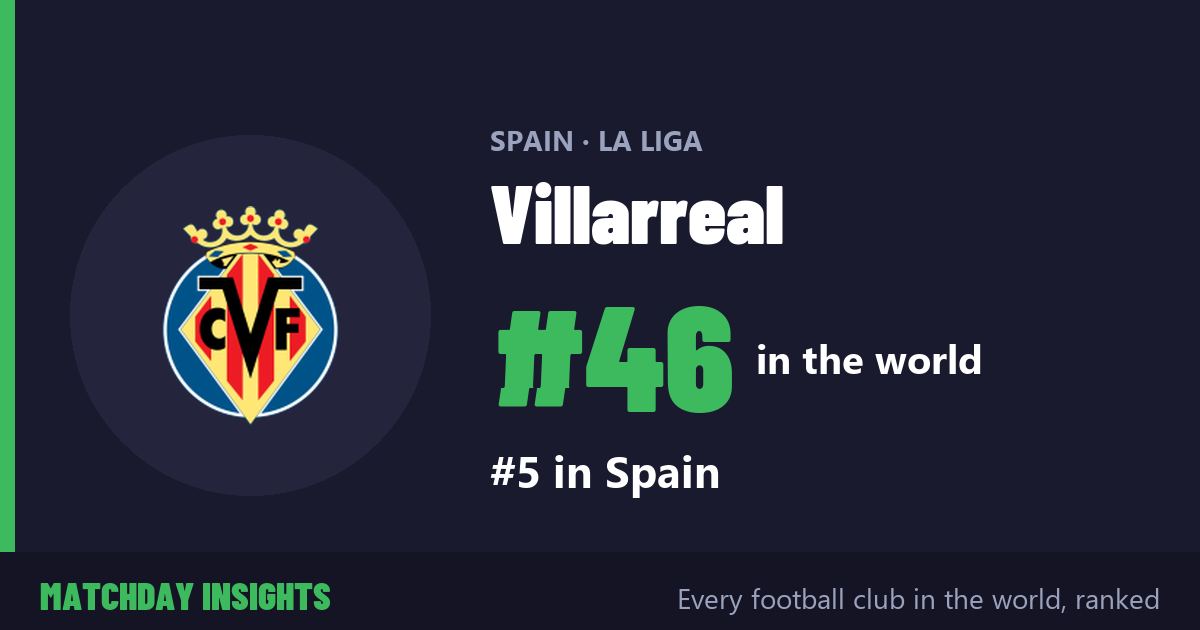 SPAIN · LA LIGA
Villarreal
#46 in the world
#5 in Spain
CVF
MATCHDAY INSIGHTS
Every football club in the world, ranked